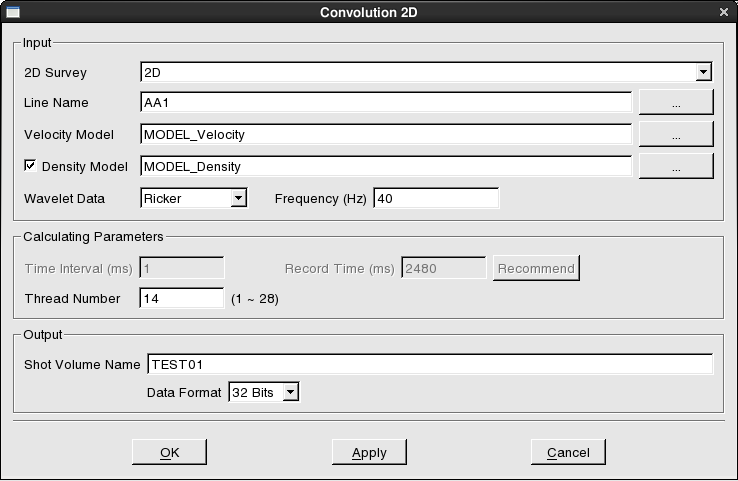 Convolution 2D
Input
2D Survey 2D
Line Name AA1 ...
Velocity Model MODEL_Velocity ...
Density Model MODEL_Density ...
Wavelet Data Ricker Frequency (Hz) 40
Calculating Parameters
Time Interval (ms) 1 Record Time (ms) 2480 Recommend
Thread Number 14 (1 ~ 28)
Output
Shot Volume Name TEST01
Data Format 32 Bits
OK Apply Cancel